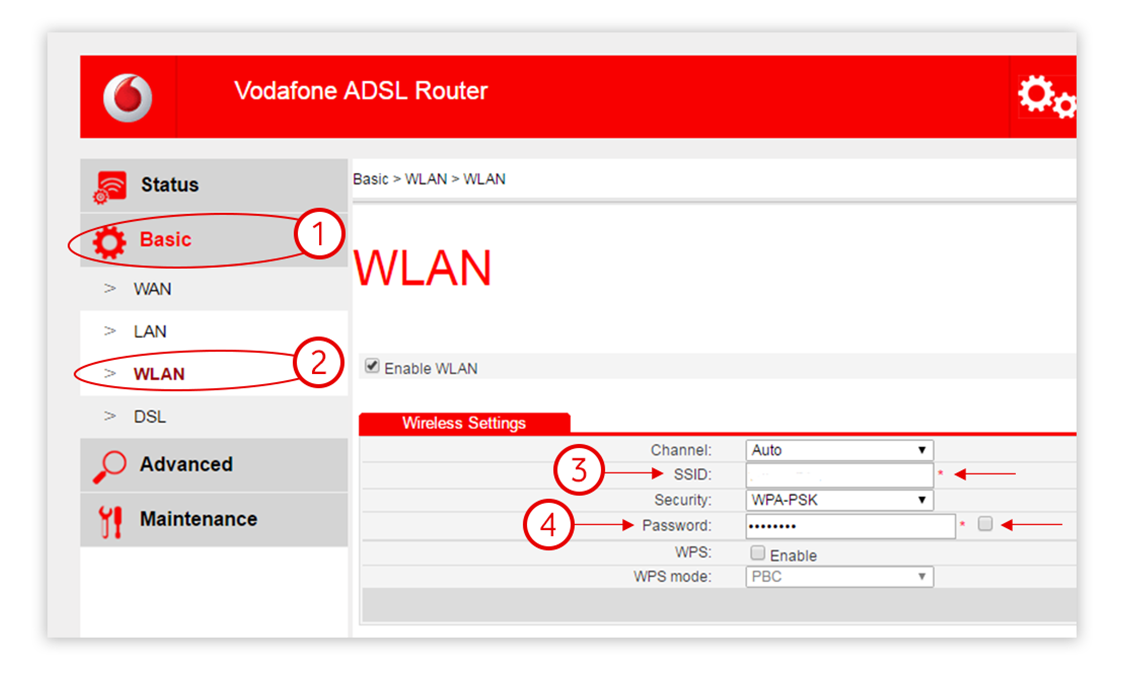 Vodafone ADSL Router
Status
Basic
1
> WAN
> LAN
> WLAN
2
> DSL
Advanced
Maintenance
Basic > WLAN > WLAN
WLAN
Enable WLAN
Wireless Settings
Channel: Auto
3 SSID: *
Security: WPA-PSK
4 Password: •••••••• *
WPS: Enable
WPS mode: PBC